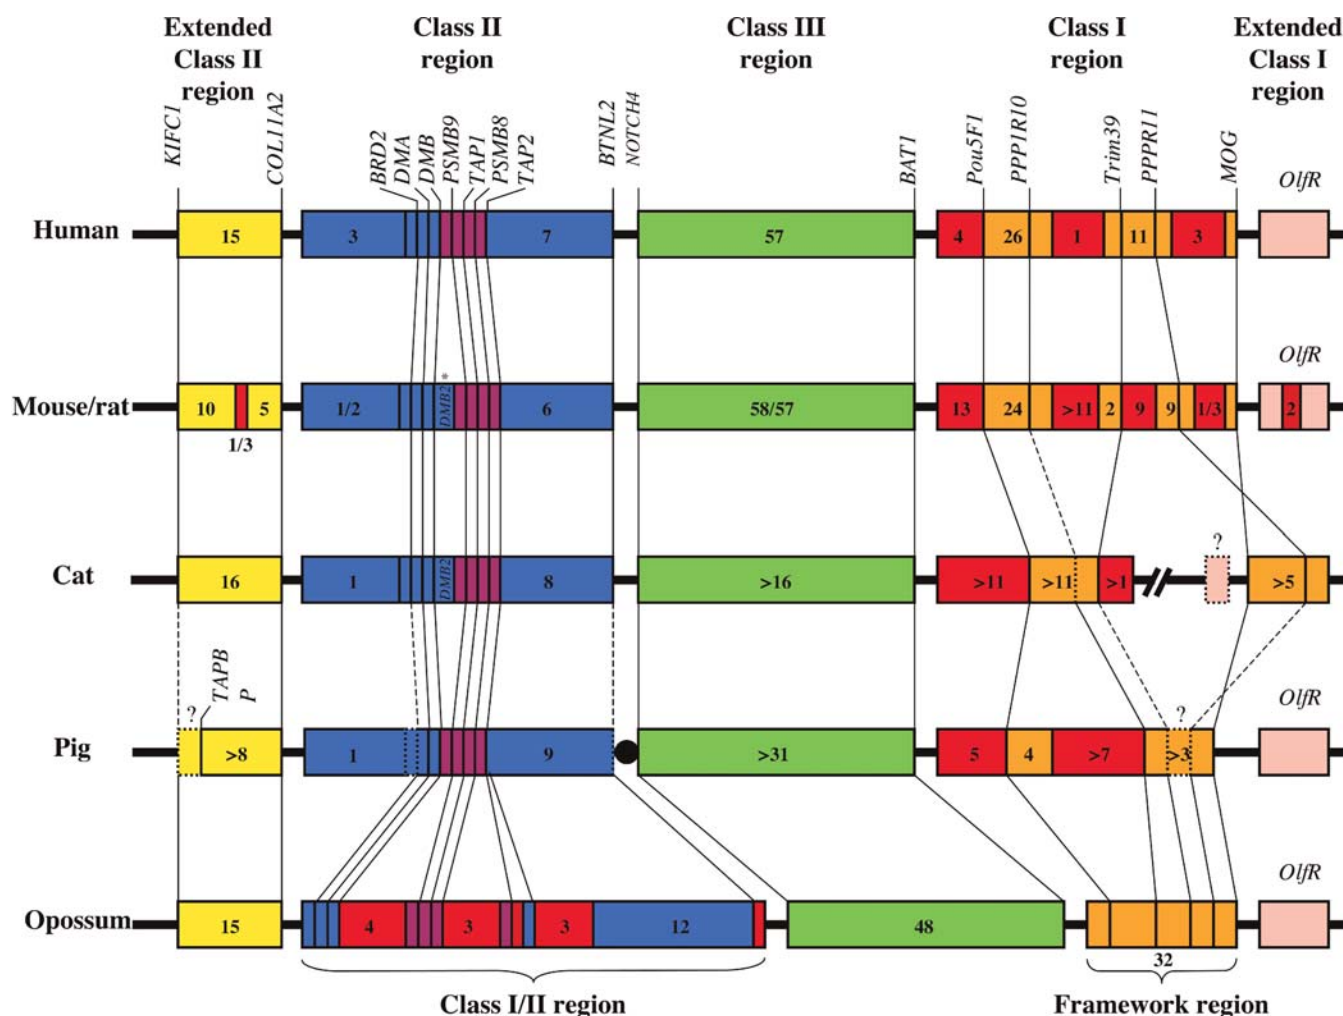 Extended
Class II
region
Class II
region
Class III
region
Class I
region
Extended
Class I
region
KIFC1
COL11A2
BRD2
DMA
DMB
PSMB9
TAP1
PSMB8
TAP2
BTNL2
NOTCH4
BAT1
Pou5F1
PPP1R10
Trim39
PPPR11
MOG
OlfR
Human
15
3
7
57
4
26
1
11
3
OlfR
Mouse/rat
10
5
1/3
1/2
DMB2
*
6
58/57
13
24
>11
2
9
9
1/3
2
Cat
16
1
DMB2
8
>16
>11
>11
>1
?
>5
TAPB
P
?
OlfR
Pig
>8
1
9
>31
5
4
>7
?
>3
OlfR
Opossum
15
4
3
3
12
48
32
Class I/II region
Framework region